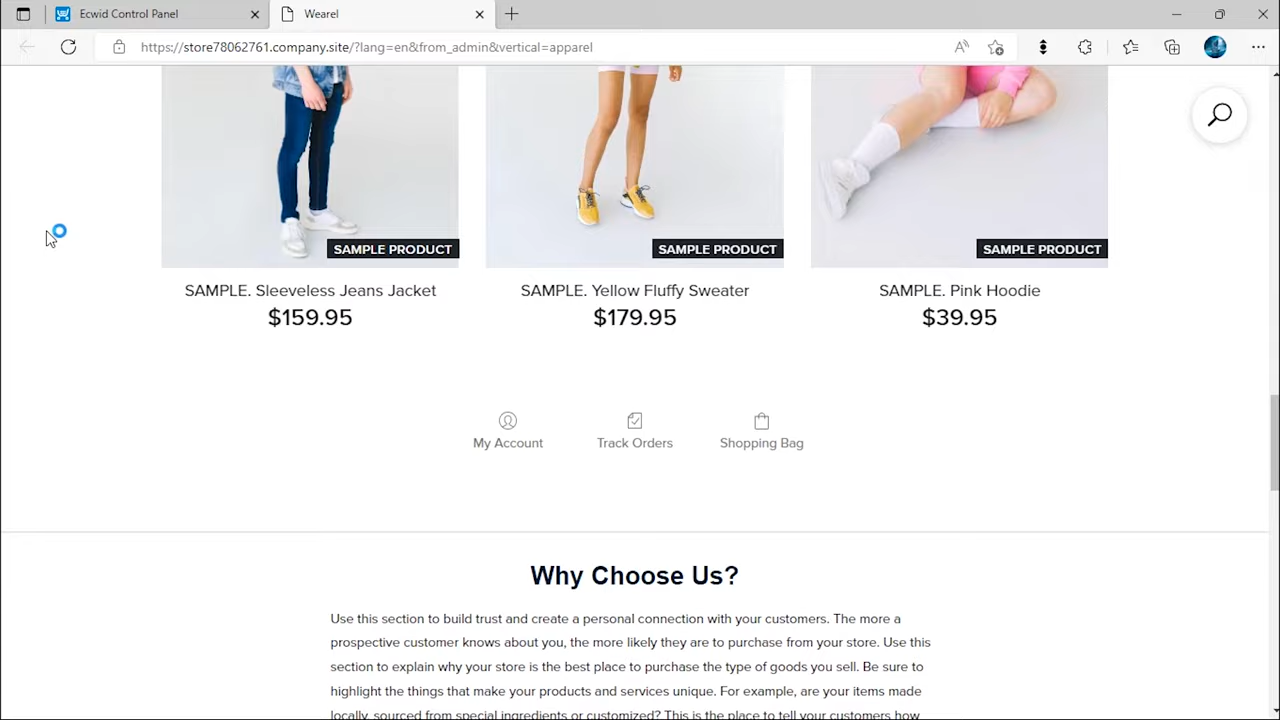 Ecwid Control Panel
Wearel
https://store78062761.company.site/?lang=en&from_admin&vertical=apparel
SAMPLE PRODUCT
SAMPLE PRODUCT
SAMPLE PRODUCT
SAMPLE. Sleeveless Jeans Jacket
SAMPLE. Yellow Fluffy Sweater
SAMPLE. Pink Hoodie
$159.95
$179.95
$39.95
My Account
Track Orders
Shopping Bag
Why Choose Us?
Use this section to build trust and create a personal connection with your customers. The more a
prospective customer knows about you, the more likely they are to purchase from your store. Use this
section to explain why your store is the best place to purchase the type of goods you sell. Be sure to
highlight the things that make your products and services unique. For example, are your items made
locally, sourced from special ingredients or customized? This is the place to tell your customers how